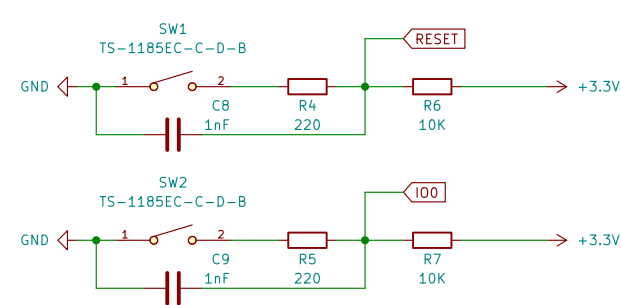 SW1
TS-1185EC-C-D-B
RESET
GND
1
2
+3.3V
C8
R4
R6
1nF
220
10K
SW2
TS-1185EC-C-D-B
IO0
GND
1
2
+3.3V
C9
R5
R7
1nF
220
10K